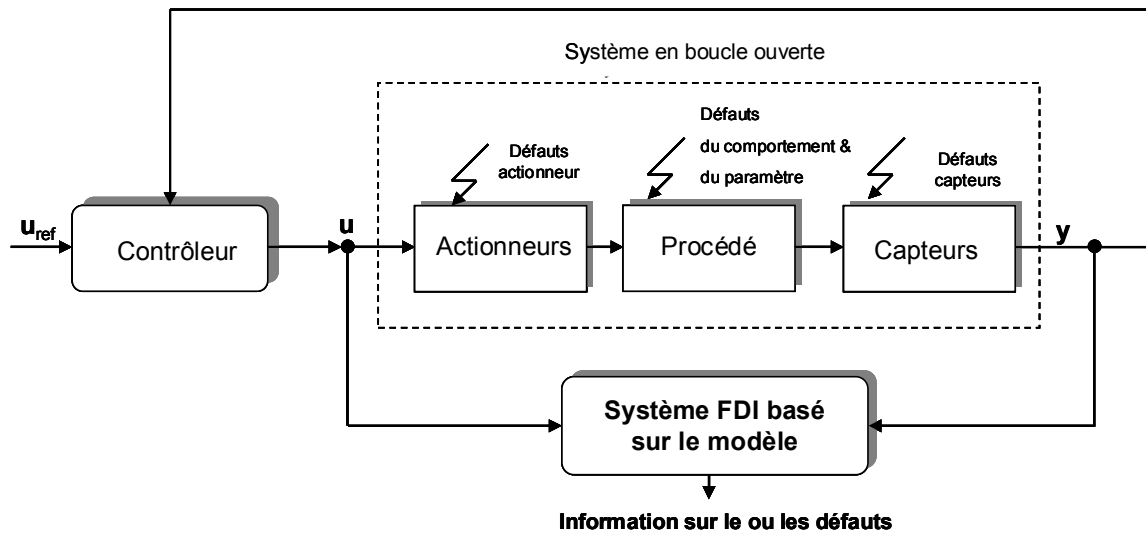 Système en boucle ouverte
Défauts
actionneur
Défauts
du comportement &
du paramètre
Défauts
capteurs
uref
Contrôleur
u
Actionneurs
Procédé
Capteurs
y
Système FDI basé
sur le modèle
Information sur le ou les défauts